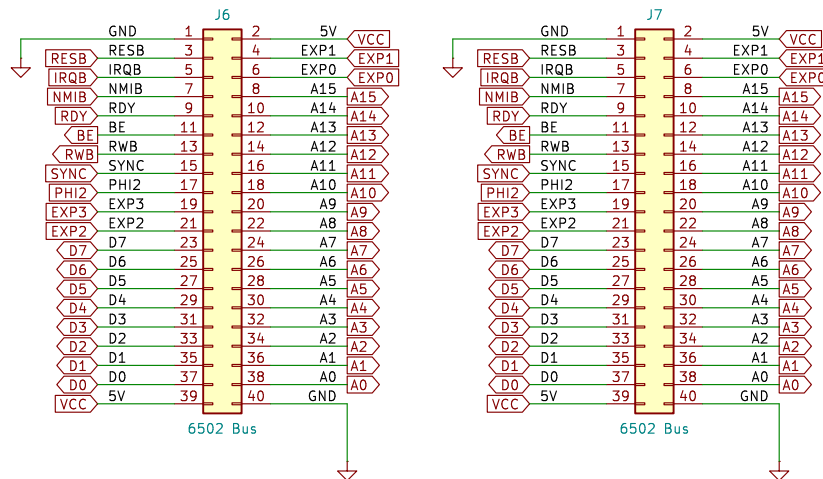 J6 J7
GND 1 2 5V VCC GND 1 2 5V VCC
RESB RESB 3 4 EXP1 EXP1 RESB RESB 3 4 EXP1 EXP1
IRQB IRQB 5 6 EXP0 EXP0 IRQB IRQB 5 6 EXP0 EXP0
NMIB NMIB 7 8 A15 A15 NMIB NMIB 7 8 A15 A15
RDY RDY 9 10 A14 A14 RDY RDY 9 10 A14 A14
BE BE 11 12 A13 A13 BE BE 11 12 A13 A13
RWB RWB 13 14 A12 A12 RWB RWB 13 14 A12 A12
SYNC SYNC 15 16 A11 A11 SYNC SYNC 15 16 A11 A11
PHI2 PHI2 17 18 A10 A10 PHI2 PHI2 17 18 A10 A10
EXP3 EXP3 19 20 A9 A9 EXP3 EXP3 19 20 A9 A9
EXP2 EXP2 21 22 A8 A8 EXP2 EXP2 21 22 A8 A8
D7 D7 23 24 A7 A7 D7 D7 23 24 A7 A7
D6 D6 25 26 A6 A6 D6 D6 25 26 A6 A6
D5 D5 27 28 A5 A5 D5 D5 27 28 A5 A5
D4 D4 29 30 A4 A4 D4 D4 29 30 A4 A4
D3 D3 31 32 A3 A3 D3 D3 31 32 A3 A3
D2 D2 33 34 A2 A2 D2 D2 33 34 A2 A2
D1 D1 35 36 A1 A1 D1 D1 35 36 A1 A1
D0 D0 37 38 A0 A0 D0 D0 37 38 A0 A0
VCC 5V 39 40 GND VCC 5V 39 40 GND
6502 Bus 6502 Bus